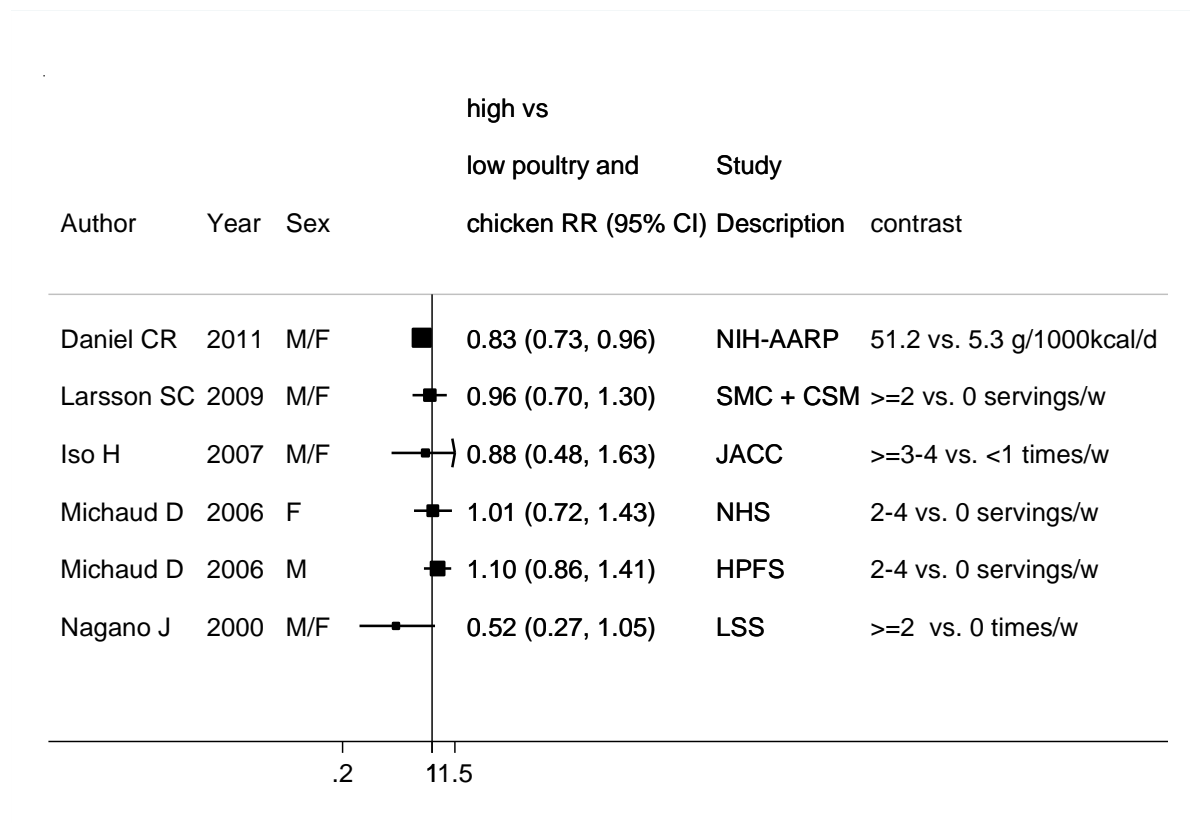 high vs
low poultry and Study
Author Year Sex chicken RR (95% CI) Description contrast
Daniel CR 2011 M/F 0.83 (0.73, 0.96) NIH-AARP 51.2 vs. 5.3 g/1000kcal/d
Larsson SC 2009 M/F 0.96 (0.70, 1.30) SMC + CSM >=2 vs. 0 servings/w
Iso H 2007 M/F 0.88 (0.48, 1.63) JACC >=3-4 vs. <1 times/w
Michaud D 2006 F 1.01 (0.72, 1.43) NHS 2-4 vs. 0 servings/w
Michaud D 2006 M 1.10 (0.86, 1.41) HPFS 2-4 vs. 0 servings/w
Nagano J 2000 M/F 0.52 (0.27, 1.05) LSS >=2 vs. 0 times/w
.2 1 1.5